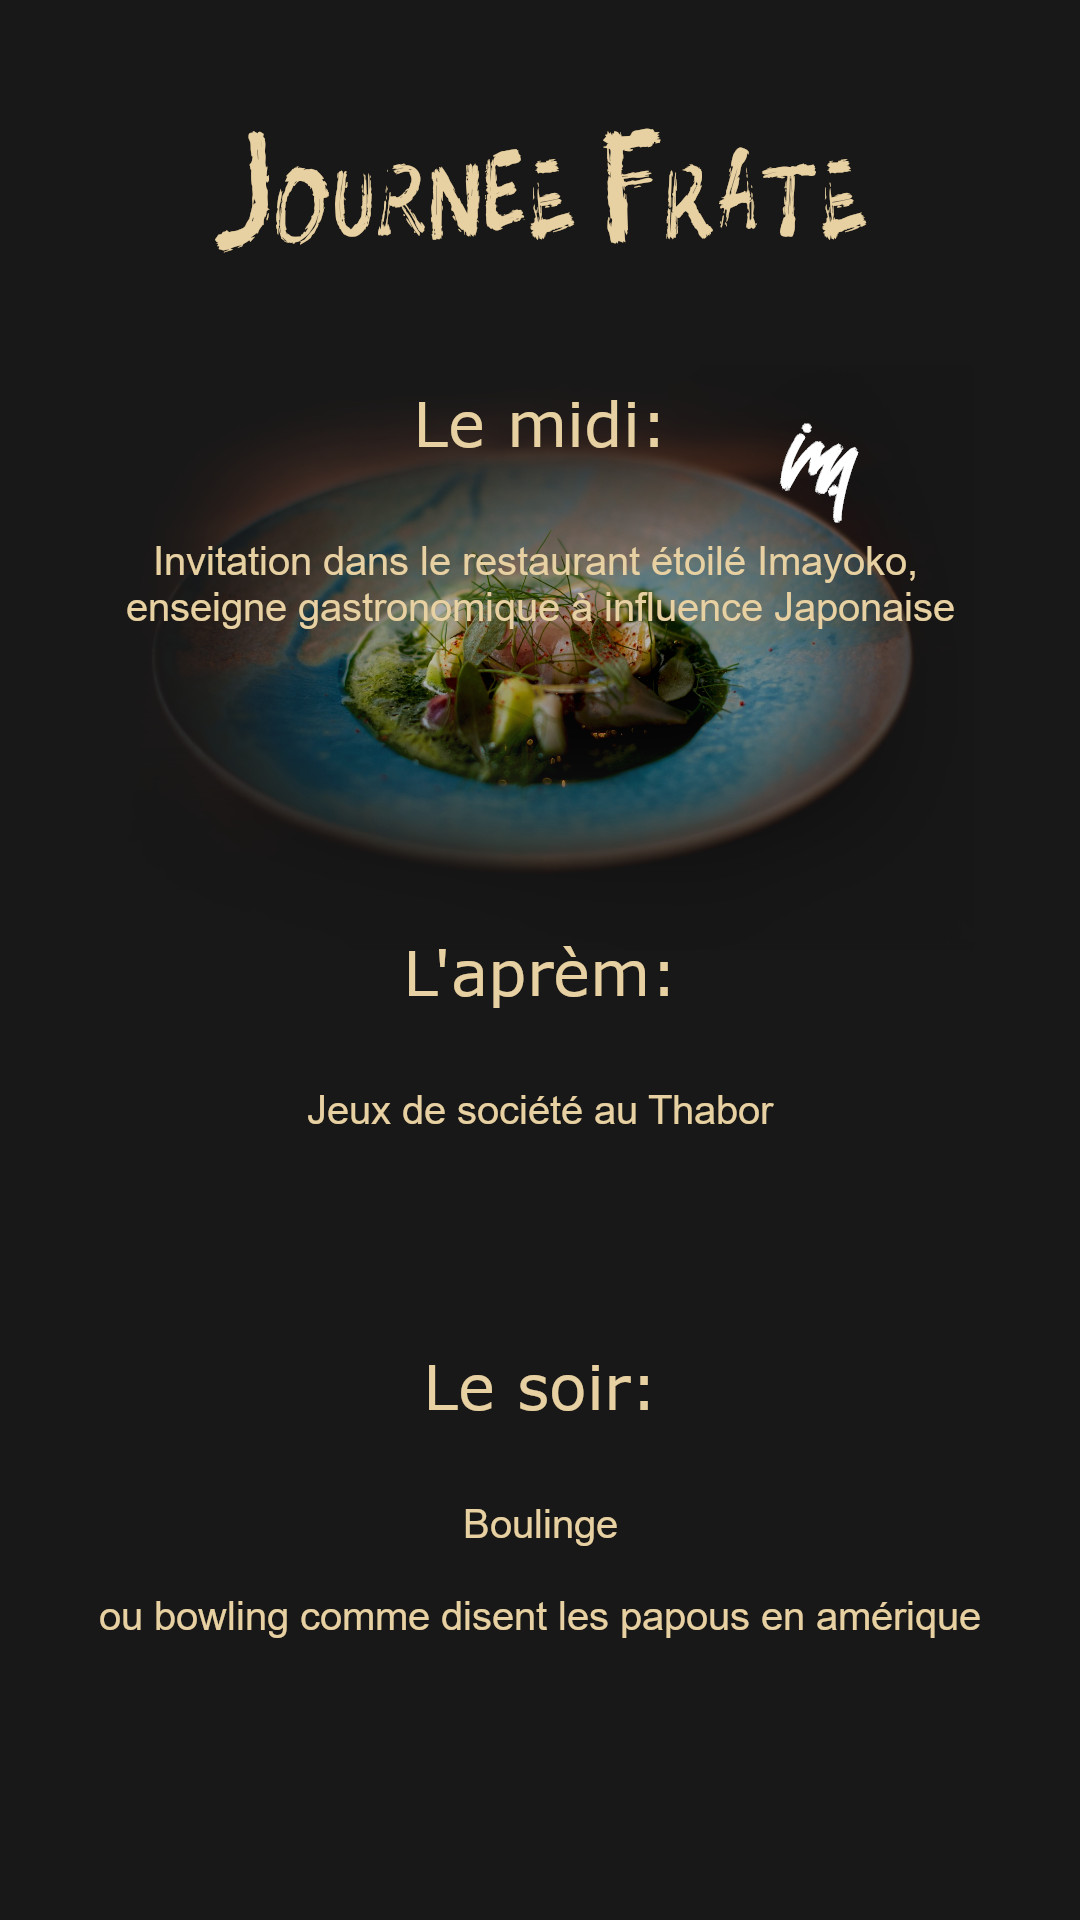 JOURNEE FRATE
Le midi:
ima
Invitation dans le restaurant étoilé Imayoko,
enseigne gastronomique à influence Japonaise
L'aprèm:
Jeux de société au Thabor
Le soir:
Boulinge
ou bowling comme disent les papous en amérique